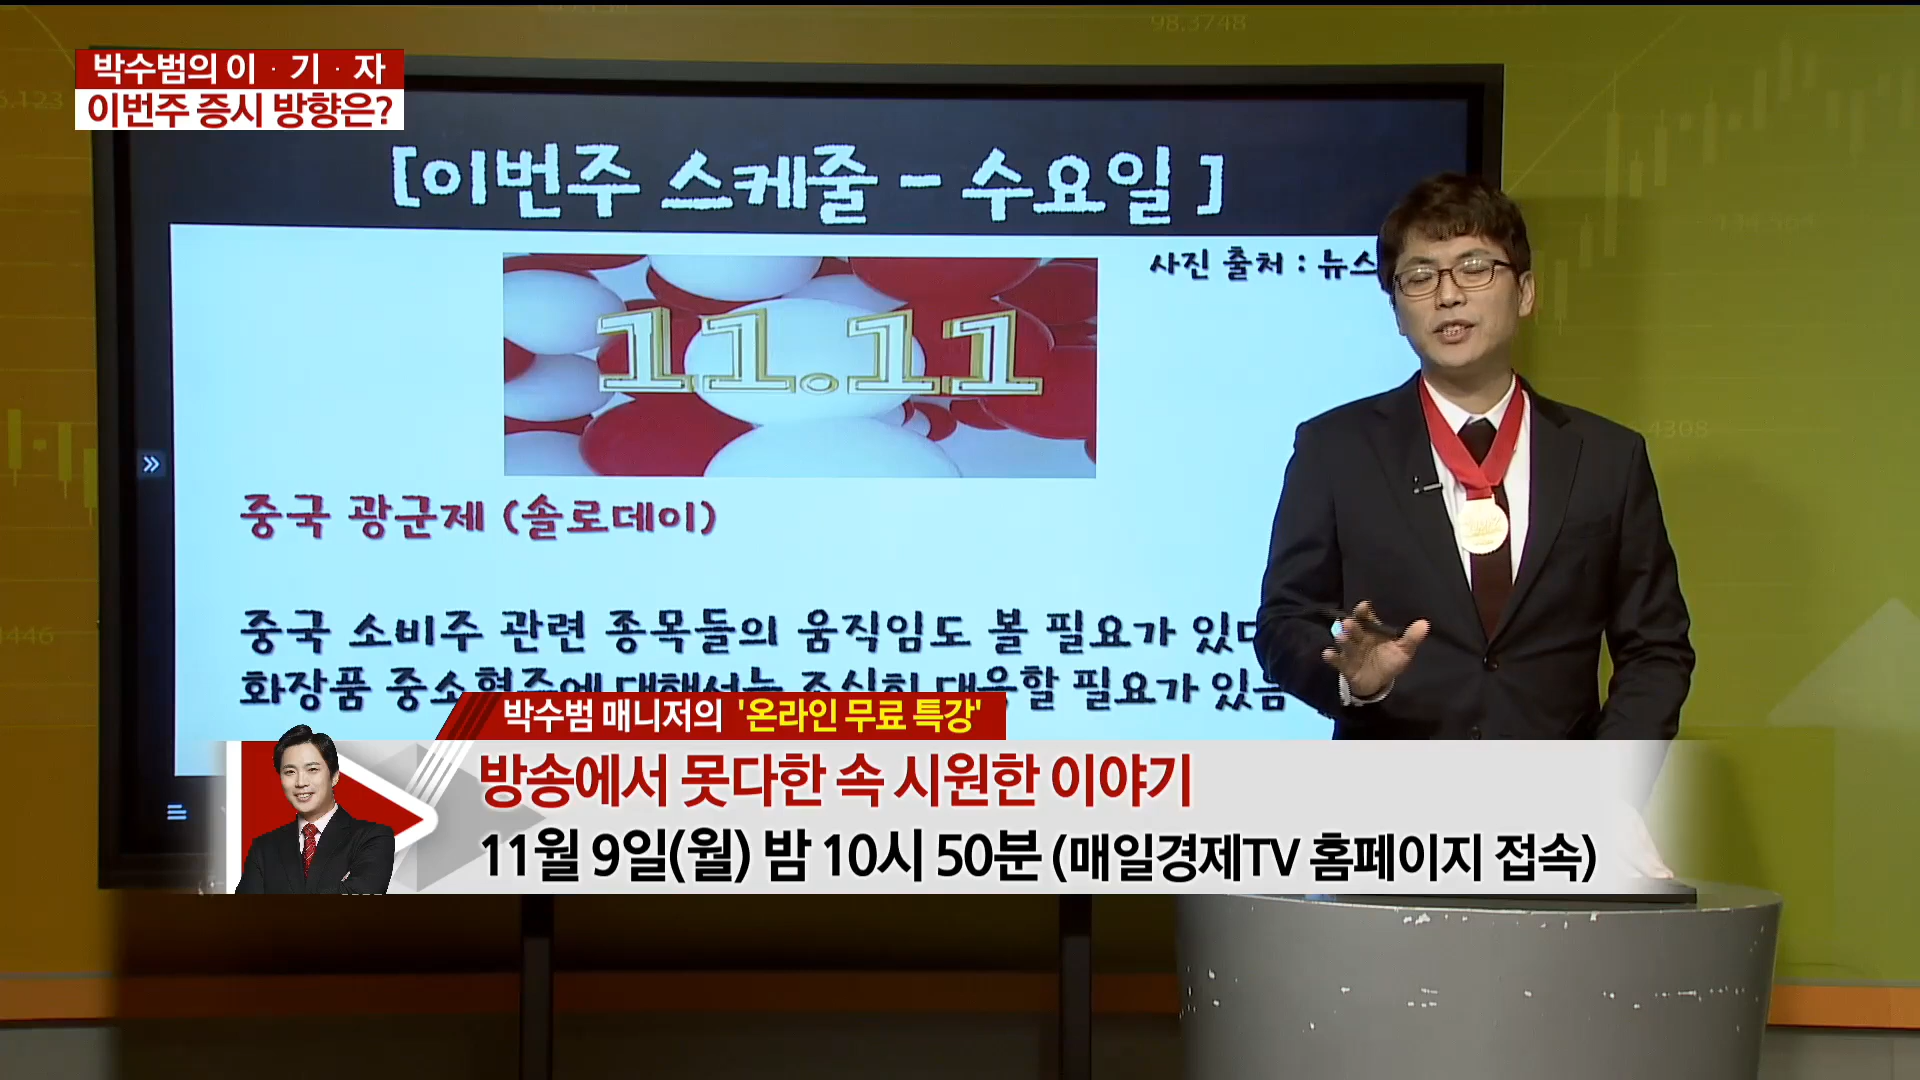 98.3748
박수범의 이 · 기 · 자
이번주 증시 방향은?
[이번주 스케줄 - 수요일 ]
사진 출처 : 뉴스
11.11
중국 광군제 (솔로데이)
중국 소비주 관련 종목들의 움직임도 볼 필요가
화장품 중소형주에 대해서는 조심히 대응할 필요가 있음
박수범 매니저의 '온라인 무료 특강'
방송에서 못다한 속 시원한 이야기
11월 9일(월) 밤 10시 50분 (매일경제TV 홈페이지 접속)